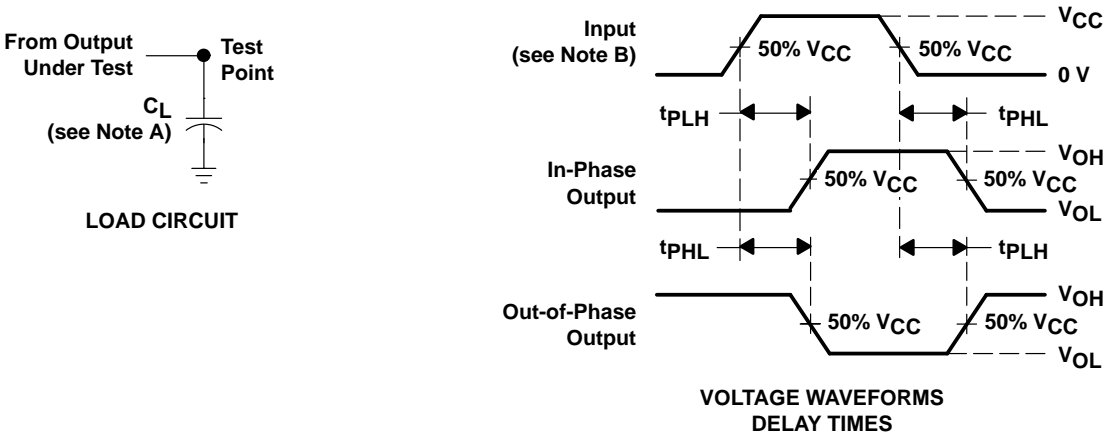 From Output
Under Test
Test
Point
CL
(see Note A)
LOAD CIRCUIT
Input
(see Note B)
50% VCC
50% VCC
VCC
0 V
tPLH
tPHL
In-Phase
Output
50% VCC
50% VCC
VOH
VOL
tPHL
tPLH
Out-of-Phase
Output
50% VCC
50% VCC
VOH
VOL
VOLTAGE WAVEFORMS
DELAY TIMES